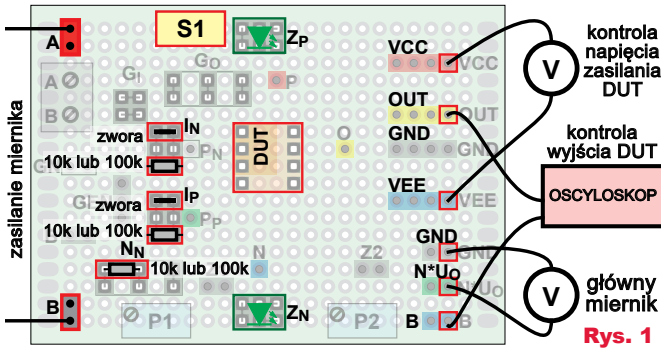 zasilanie miernika
A
S1
ZP
GI
GO
P
A
B
IN
zwora
PN
10k lub 100k
IP
zwora
PP
10k lub 100k
DUT
O
NN
10k lub 100k
N
Z2
B
P1
ZN
P2
VCC
VCC
OUT
OUT
GND
GND
VEE
VEE
GND
GND
N*UO
N*UO
B
B
V
kontrola
napięcia
zasilania
DUT
kontrola
wyjścia DUT
OSCYLOSKOP
V
główny
miernik
Rys. 1